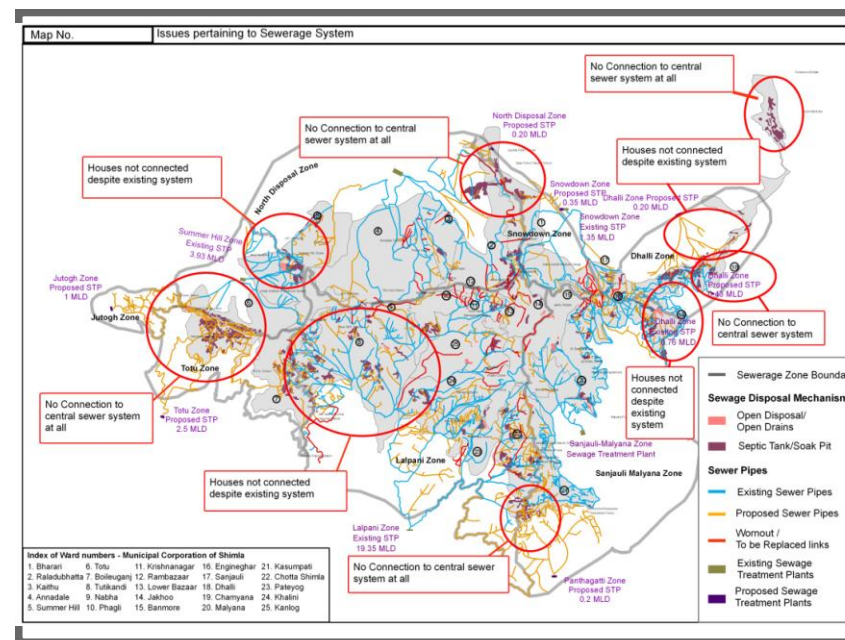 Map No.
Issues pertaining to Sewerage System
No Connection to central
sewer system at all
North Disposal Zone
Proposed STP
0.20 MLD
No Connection to central
sewer system at all
Houses not connected
despite existing system
Houses not connected
despite existing system
North Disposal Zone
Snowdown Zone
Proposed STP
0.35 MLD
Dhalli Zone Proposed STP
0.20 MLD
Snowdown Zone
Existing STP
1.35 MLD
Snowdown Zone
Summer Hill Zone
Existing STP
3.93 MLD
Dhalli Zone
Dhalli Zone
Proposed STP
Jutogh Zone
Proposed STP
1 MLD
Jutogh Zone
Dhalli Zone
Existing STP
0.76 MLD
No Connection to
central sewer system
Totu Zone
No Connection to
central sewer system
at all
Totu Zone
Proposed STP
2.5 MLD
Houses not
connected
despite
existing
system
Houses not connected
despite existing system
Lalpani Zone
Sanjauli-Malyana Zone
Sewage Treatment Plant
Sanjauli Malyana Zone
Lalpani Zone
Existing STP
19.35 MLD
No Connection to central sewer
system at all
Panthagatti Zone
Proposed STP
0.2 MLD
Sewerage Zone Bounda
Sewage Disposal Mechanism
Open Disposal/
Open Drains
Septic Tank/Soak Pit
Sewer Pipes
Existing Sewer Pipes
Proposed Sewer Pipes
Wornout /
To be Replaced links
Existing Sewage
Treatment Plants
Proposed Sewage
Treatment Plants
Index of Ward numbers - Municipal Corporation of Shimla
1. Bharari 6. Totu 11. Krishnanagar 16. Engineghar 21. Kasumpati
2. Raladubhatta 7. Boileuganj 12. Rambazaar 17. Sanjauli 22. Chotta Shimla
3. Kaithu 8. Tutikandi 13. Lower Bazaar 18. Dhalli 23. Pateyog
4. Annadale 9. Nabha 14. Jakhoo 19. Chamyana 24. Khalini
5. Summer Hill 10. Phagli 15. Banmore 20. Malyana 25. Kanlog